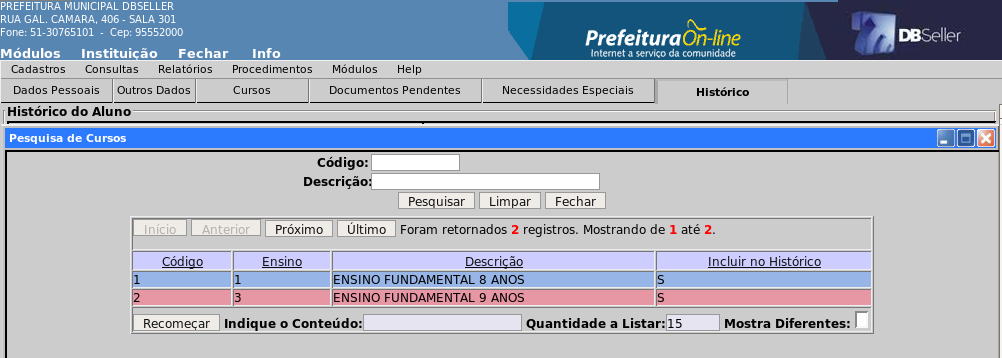 PREFEITURA MUNICIPAL DBSELLER
RUA GAL. CAMARA, 406 - SALA 301
Fone: 51-30765101 - Cep: 95552000
Prefeitura On-line
Internet a serviço da comunidade
DBSeller
Módulos Instituição Fechar Info
Cadastros Consultas Relatórios Procedimentos Módulos Help
Dados Pessoais Outros Dados Cursos Documentos Pendentes Necessidades Especiais Histórico
Histórico do Aluno
Pesquisa de Cursos
Código:
Descrição:
Pesquisar Limpar Fechar
Início Anterior Próximo Último Foram retornados 2 registros. Mostrando de 1 até 2.
Código Ensino Descrição Incluir no Histórico
1 1 ENSINO FUNDAMENTAL 8 ANOS S
2 3 ENSINO FUNDAMENTAL 9 ANOS S
Recomeçar Indique o Conteúdo: Quantidade a Listar: 15 Mostra Diferentes: